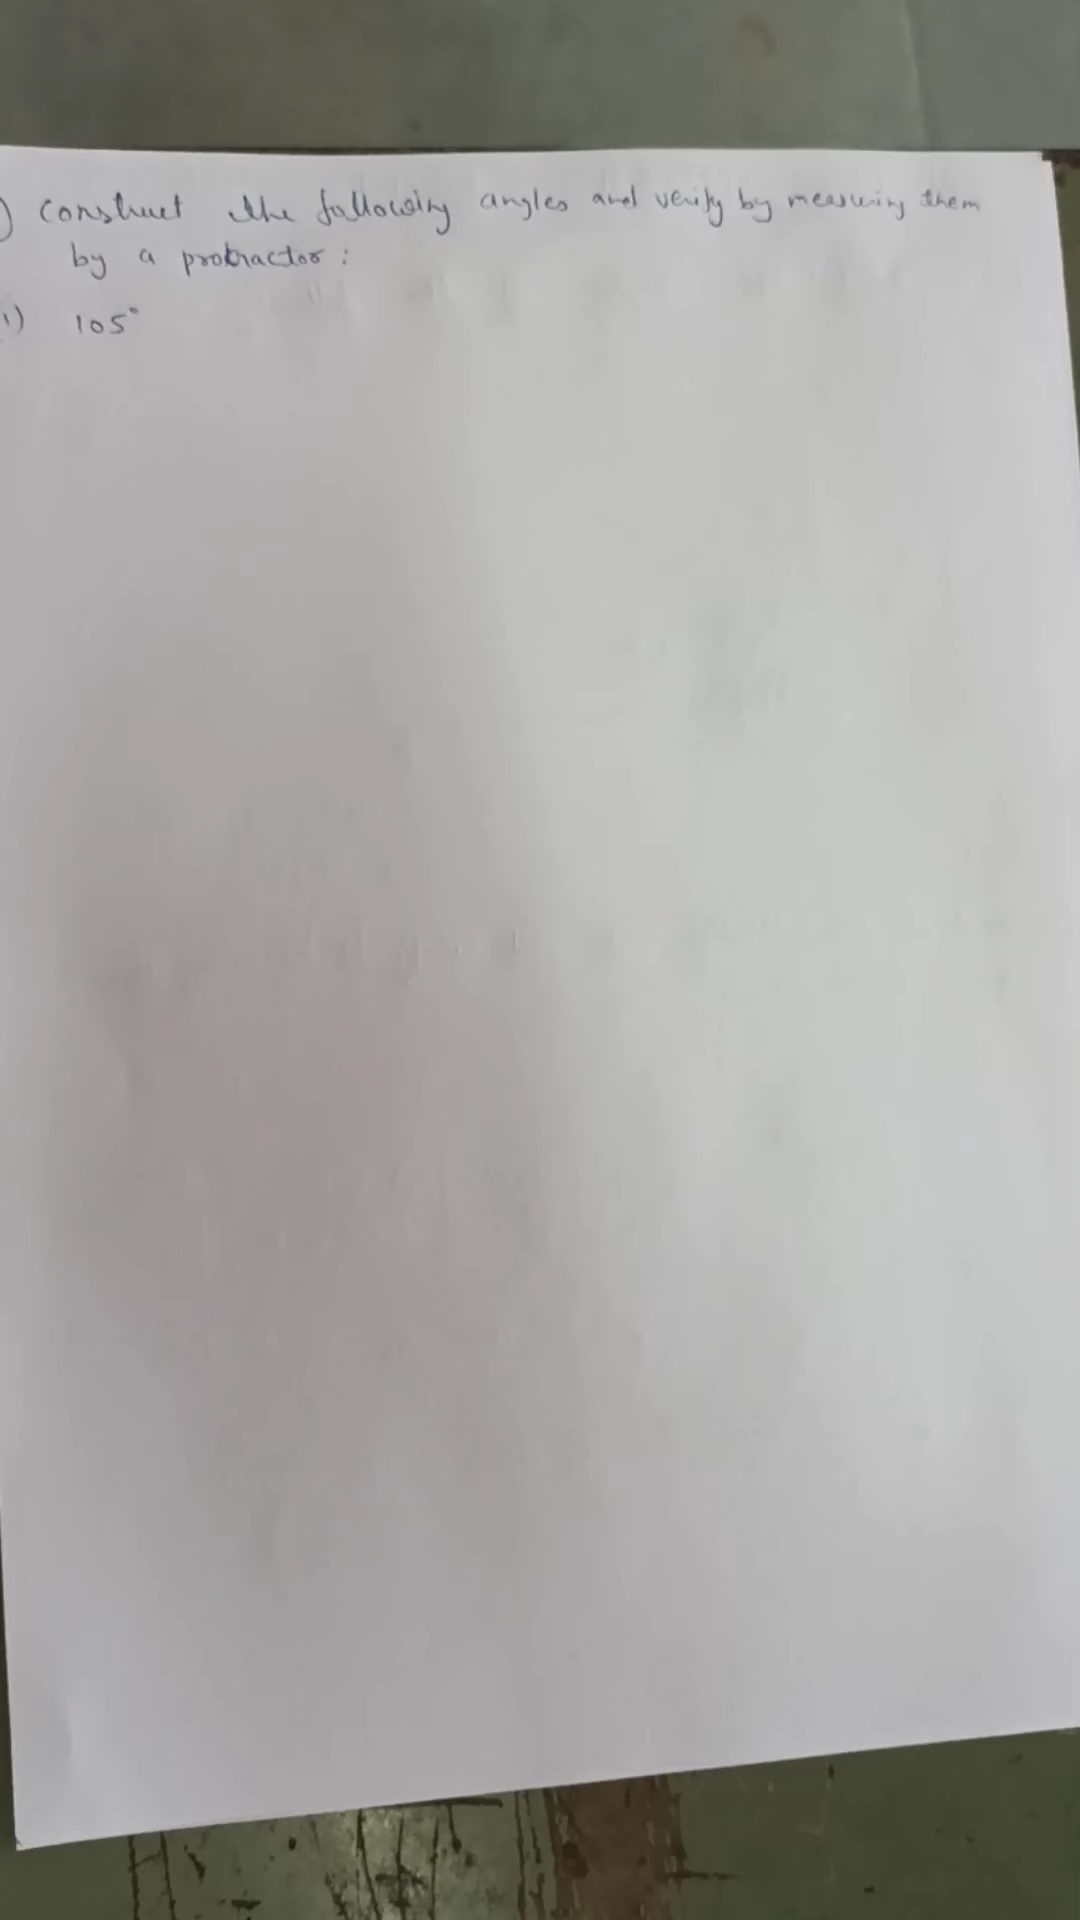 ) construct the following angles and verify by measuring them
by a protractor :
1) 105°